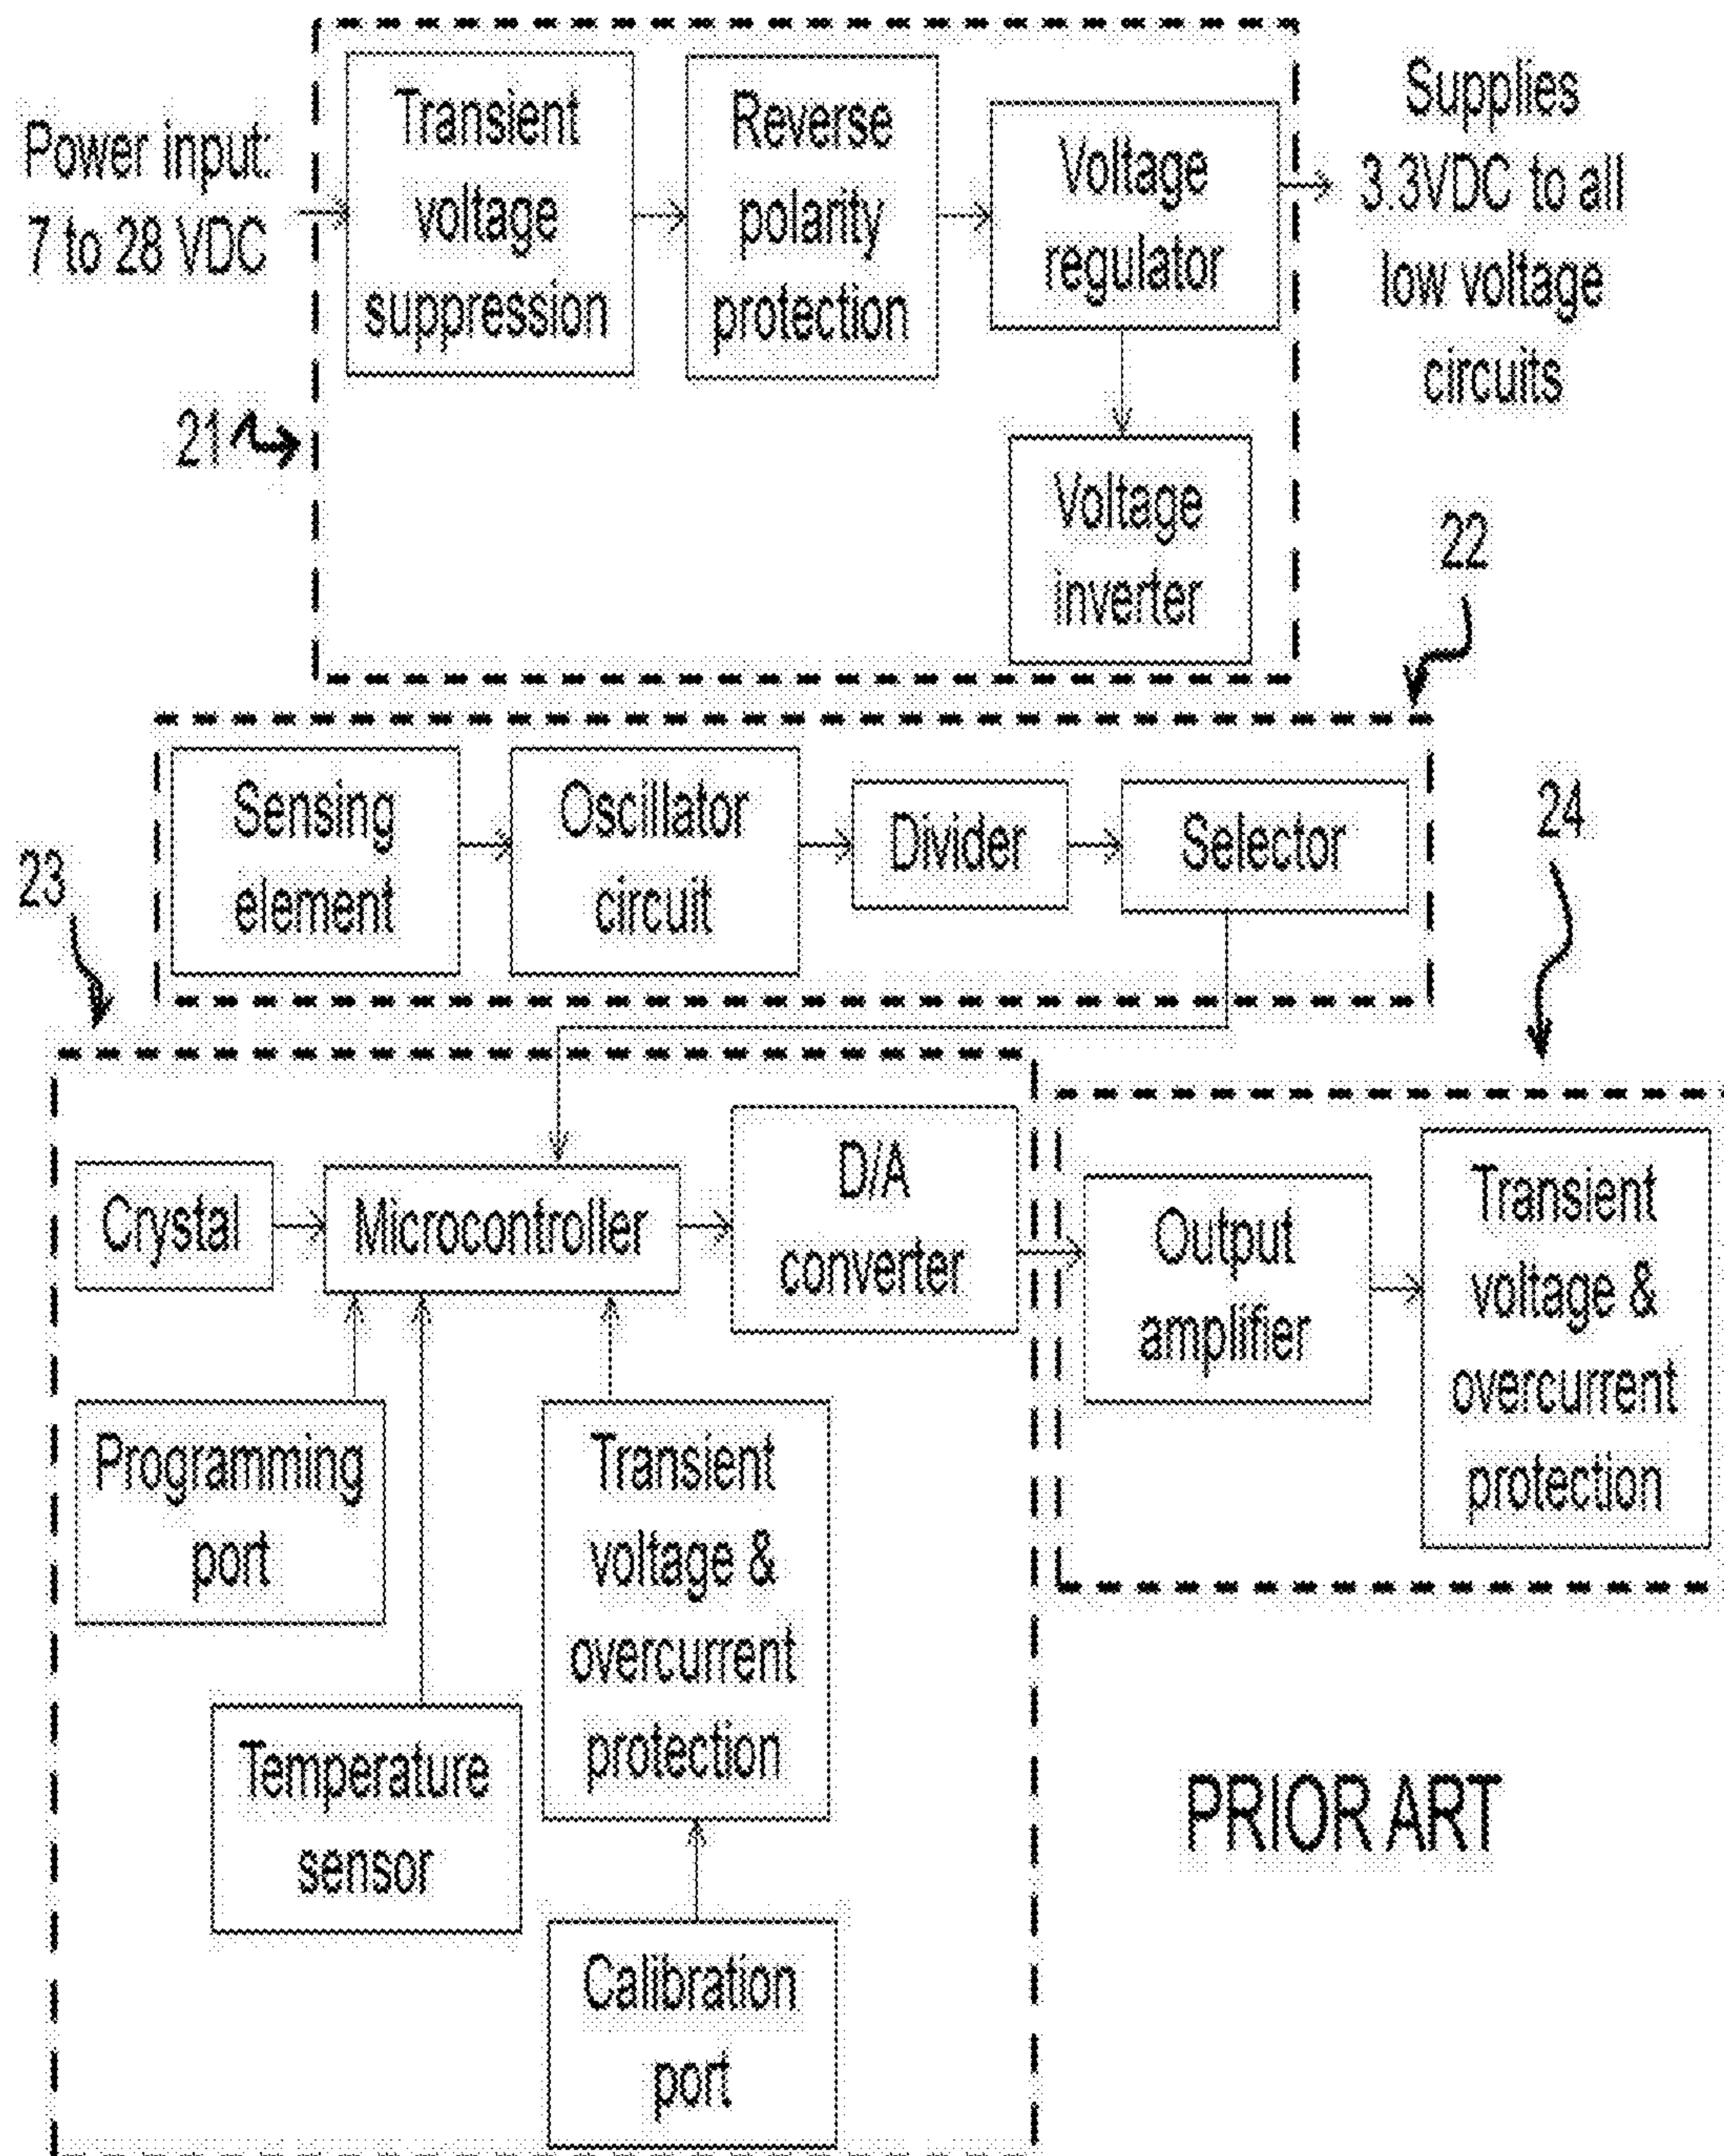 Power input:
7 to 28 VDC
Transient
voltage
suppression
Reverse
polarity
protection
Voltage
regulator
Supplies
3.3VDC to all
low voltage
circuits
21
Voltage
inverter
22
Sensing
element
Oscillator
circuit
Divider
Selector
23
24
Crystal
Microcontroller
D/A
converter
Output
amplifier
Transient
voltage &
overcurrent
protection
Programming
port
Transient
voltage &
overcurrent
protection
Temperature
sensor
Calibration
port
PRIOR ART